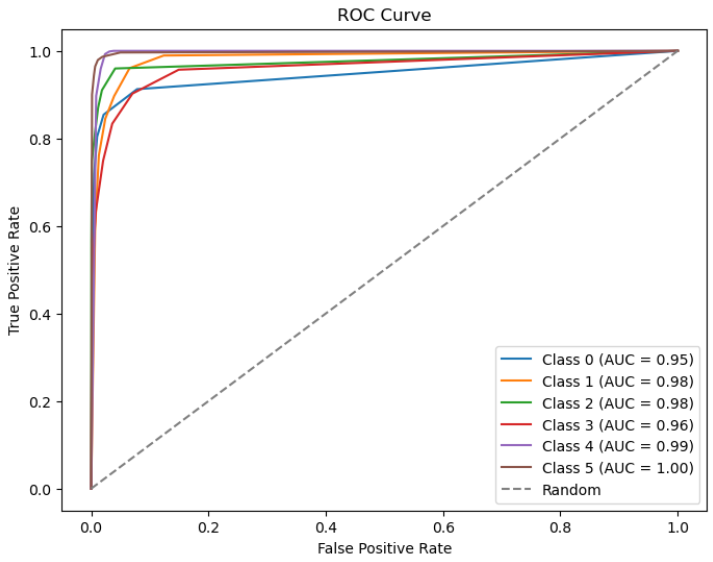 ROC Curve
True Positive Rate
1.0
0.8
0.6
0.4
0.2
0.0
0.0 0.2 0.4 0.6 0.8 1.0
False Positive Rate
Class 0 (AUC = 0.95)
Class 1 (AUC = 0.98)
Class 2 (AUC = 0.98)
Class 3 (AUC = 0.96)
Class 4 (AUC = 0.99)
Class 5 (AUC = 1.00)
Random